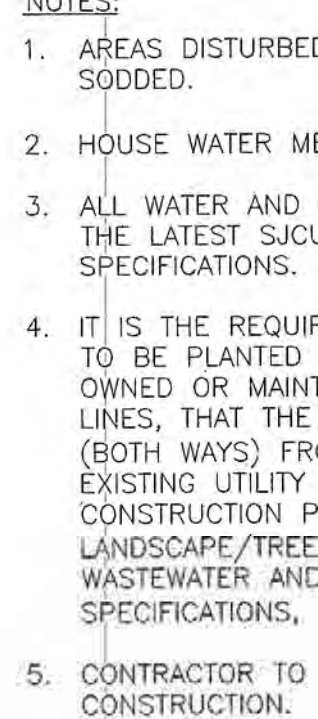 NOTES:
1. AREAS DISTURBED
SODDED.
2. HOUSE WATER ME
3. ALL WATER AND
THE LATEST SJCU
SPECIFICATIONS.
4. IT IS THE REQUIR
TO BE PLANTED
OWNED OR MAINT
LINES, THAT THE
(BOTH WAYS) FRO
EXISTING UTILITY
CONSTRUCTION P
LANDSCAPE/TREE
WASTEWATER AND
SPECIFICATIONS,
5. CONTRACTOR TO
CONSTRUCTION.